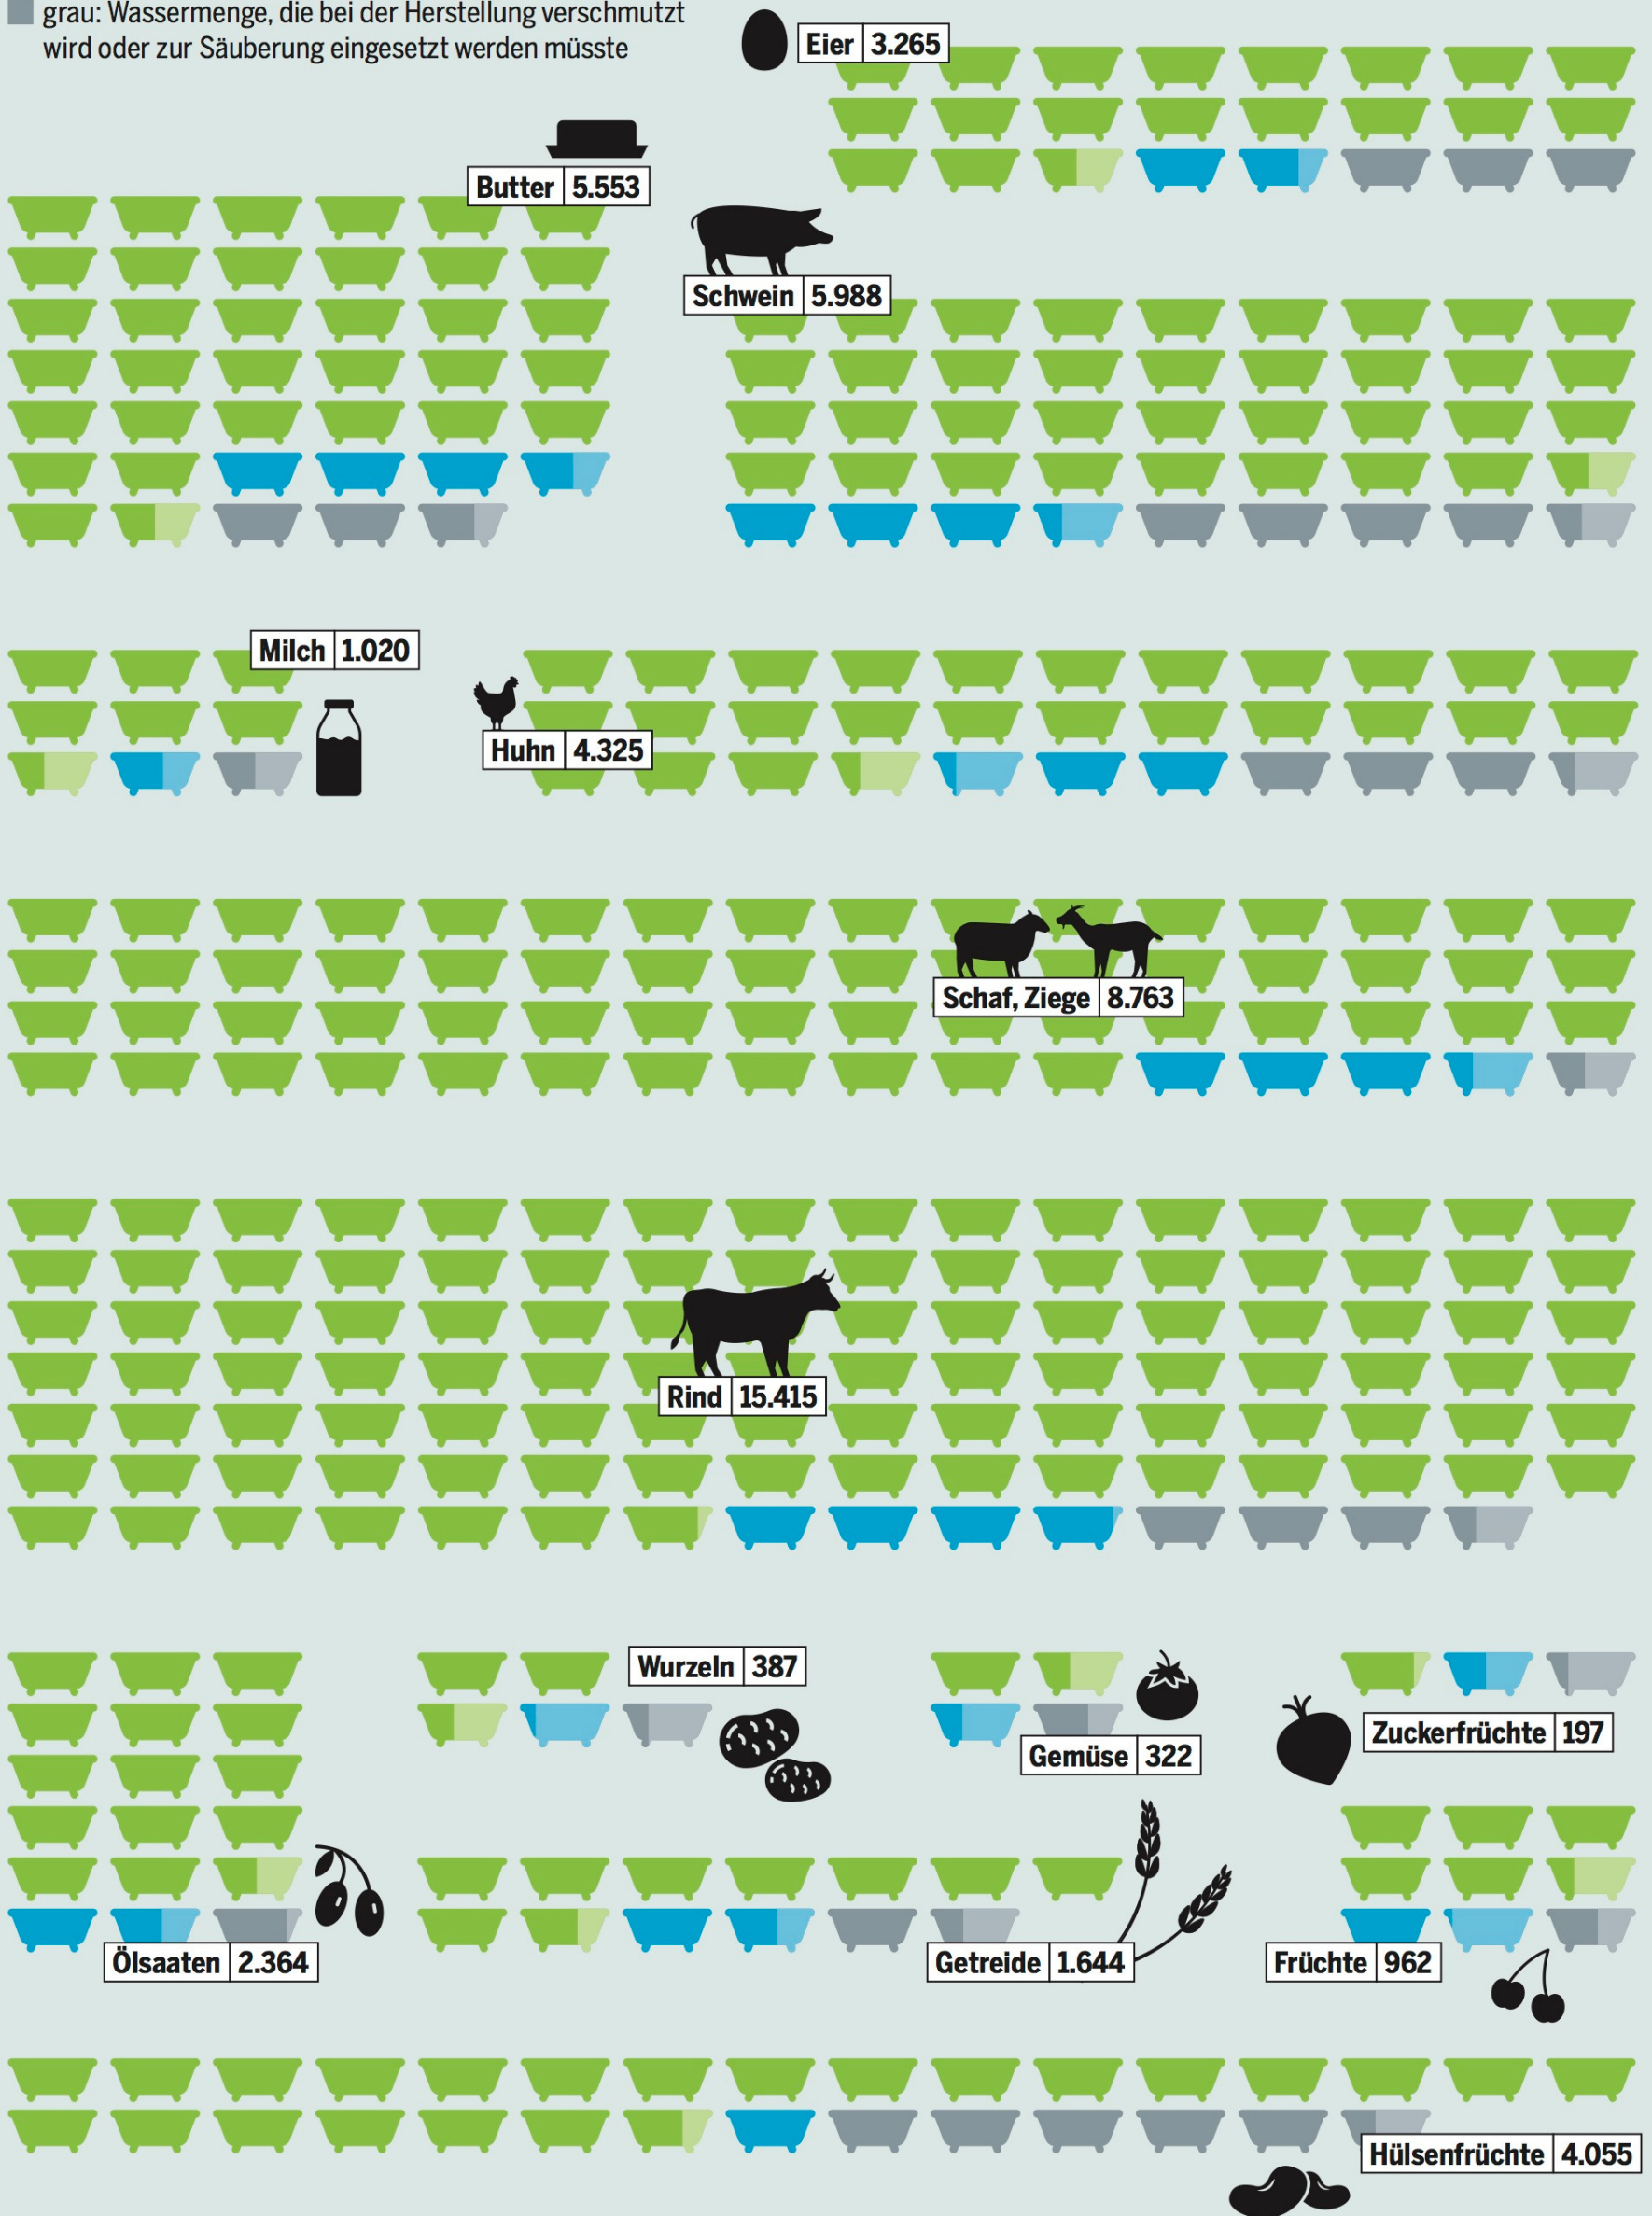 grau: Wassermenge, die bei der Herstellung verschmutzt
wird oder zur Säuberung eingesetzt werden müsste
Eier 3.265
Butter 5.553
Schwein 5.988
Milch 1.020
Huhn 4.325
Schaf, Ziege 8.763
Rind 15.415
Wurzeln 387
Gemüse 322
Zuckerfrüchte 197
Ölsaaten 2.364
Getreide 1.644
Früchte 962
Hülsenfrüchte 4.055